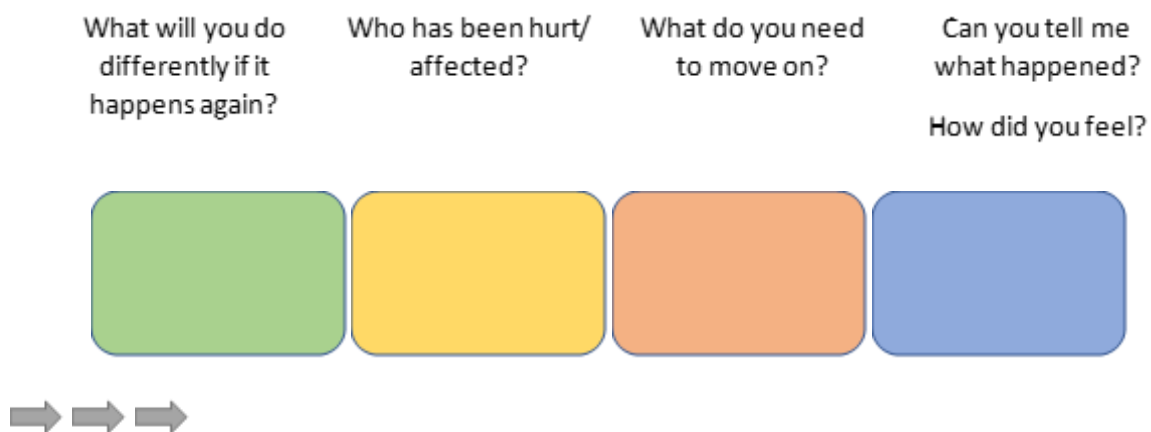 What will you do
differently if it
happens again?
Who has been hurt/
affected?
What do you need
to move on?
Can you tell me
what happened?
How did you feel?